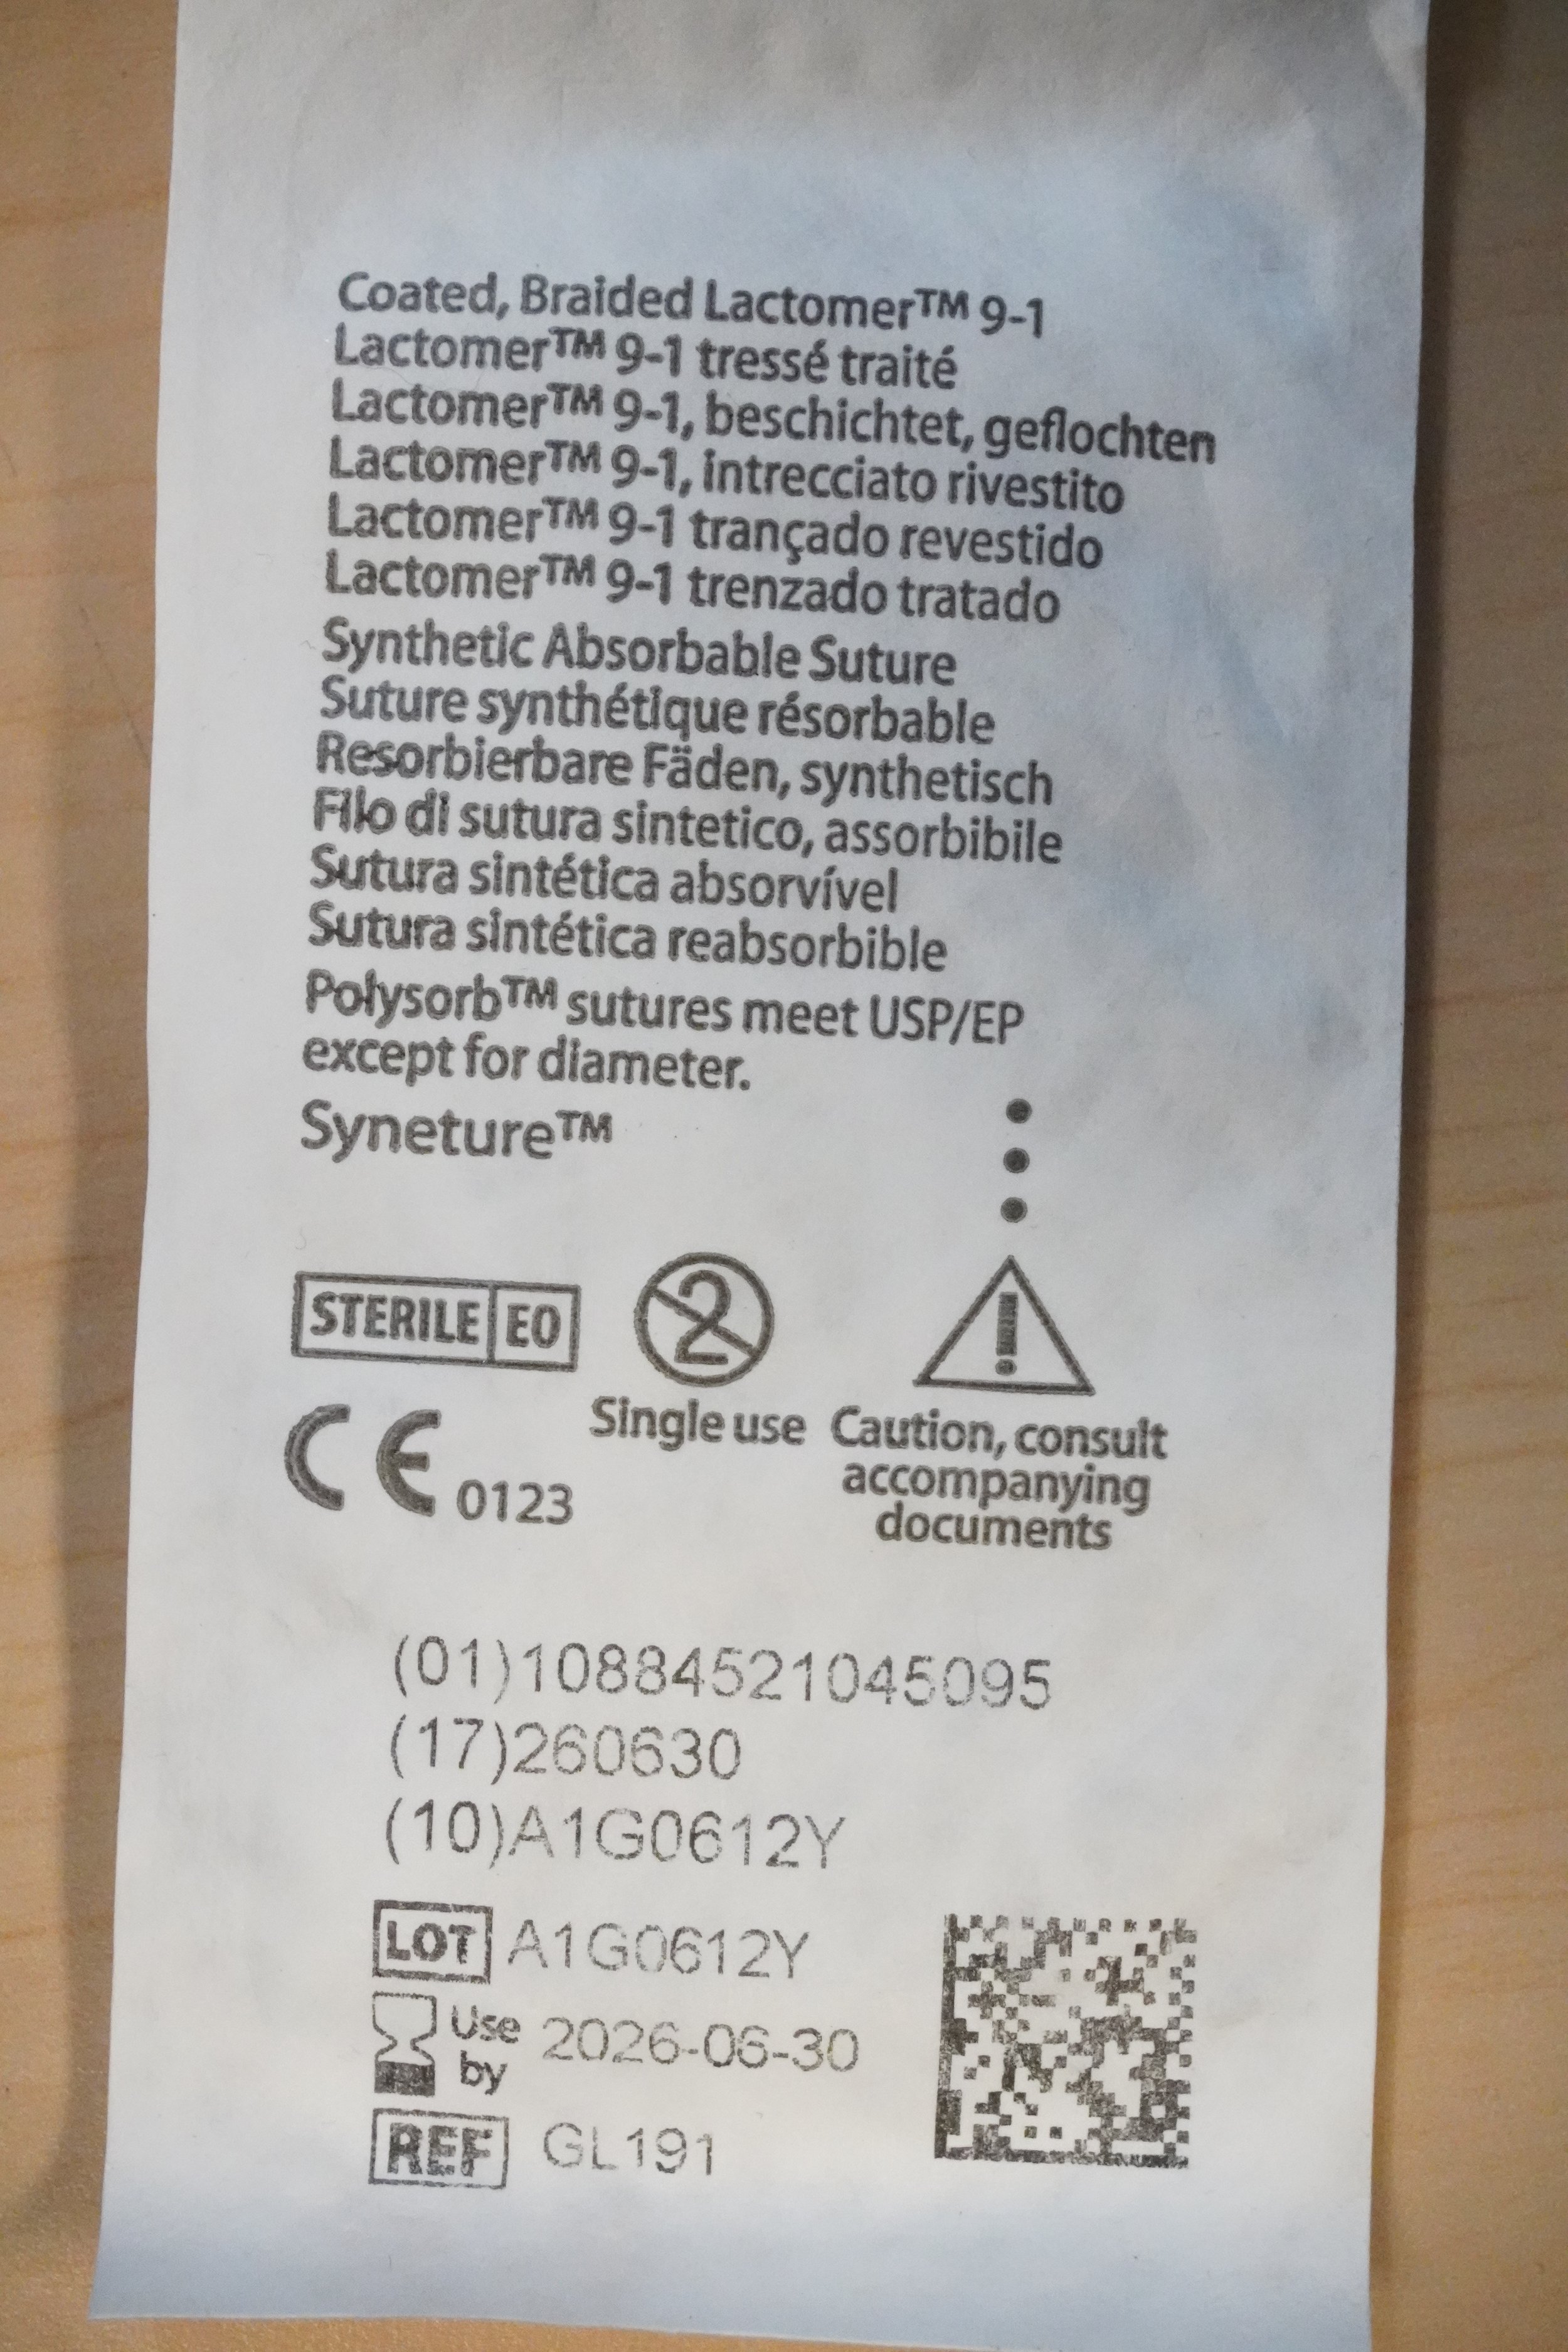 Coated, Braided Lactomer™ 9-1
Lactomer™ 9-1 tressé traité
Lactomer™ 9-1, beschichtet, geflochten
Lactomer™ 9-1, intrecciato rivestito
Lactomer™ 9-1 trançado revestido
Lactomer™ 9-1 trenzado tratado
Synthetic Absorbable Suture
Suture synthétique résorbable
Resorbierbare Fäden, synthetisch
Filo di sutura sintetico, assorbibile
Sutura sintética absorvível
Sutura sintética reabsorbible
Polysorb™ sutures meet USP/EP
except for diameter.
Syneture™
STERILE EO
2
!
CE 0123
Single use
Caution, consult
accompanying
documents
(01)10884521045095
(17)260630
(10)A1G0612Y
LOT A1G0612Y
Use
by
2026-06-30
REF GL191